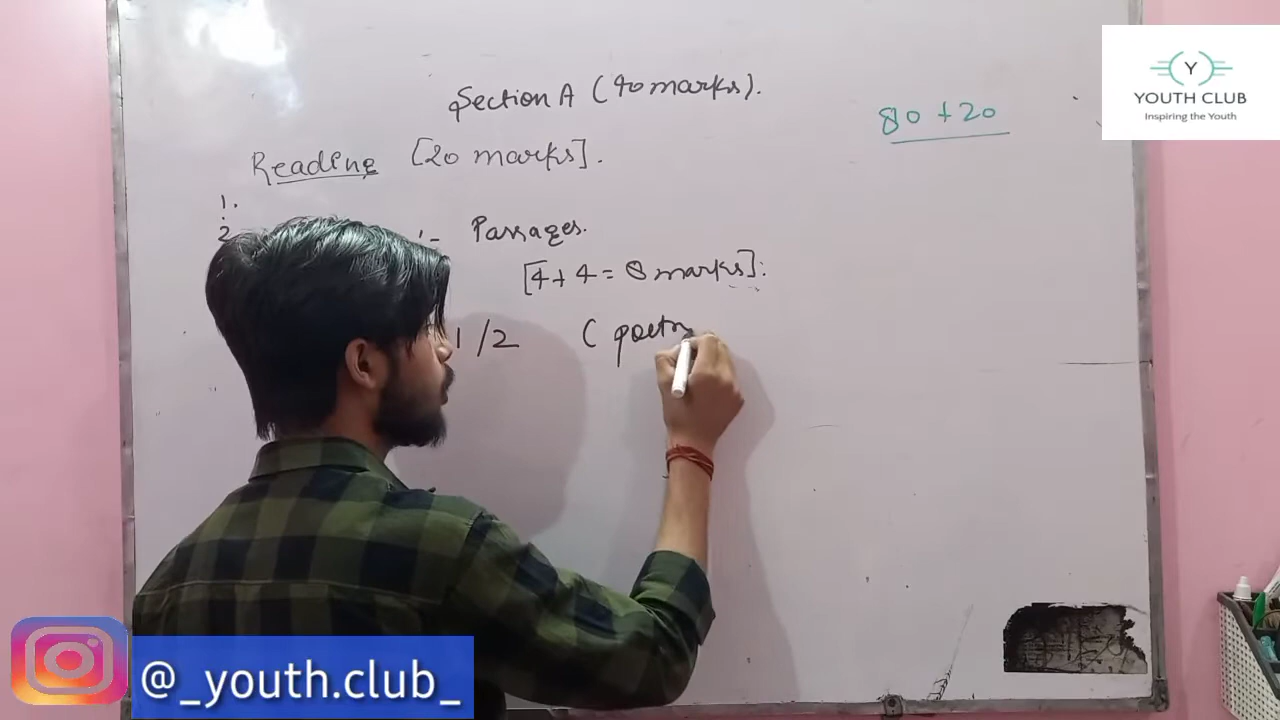 Section A (40 marks).
80 + 20
YOUTH CLUB
Inspiring the Youth
Reading [20 marks].
1.
2
Passages.
[4+4 = 8 marks]:
1/2 ( poetry
@_youth.club_